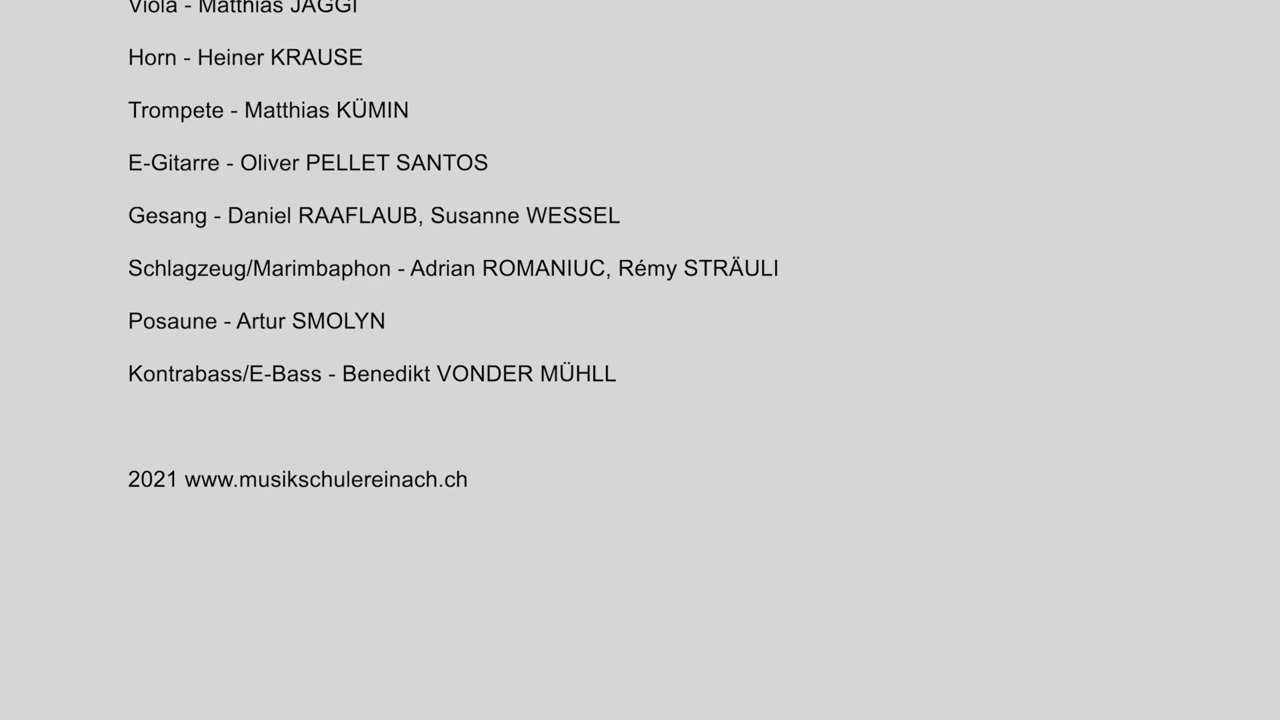 Viola - Matthias JAGGI
Horn - Heiner KRAUSE
Trompete - Matthias KÜMIN
E-Gitarre - Oliver PELLET SANTOS
Gesang - Daniel RAAFLAUB, Susanne WESSEL
Schlagzeug/Marimbaphon - Adrian ROMANIUC, Rémy STRÄULI
Posaune - Artur SMOLYN
Kontrabass/E-Bass - Benedikt VONDER MÜHLL
2021 www.musikschulereinach.ch